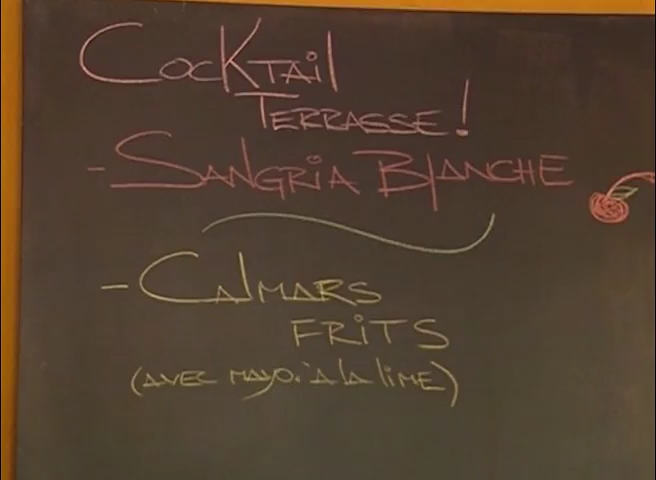 Cocktail
Terrasse!
- Sangria Blanche
- Calmars
frits
(avec mayo. à la lime)